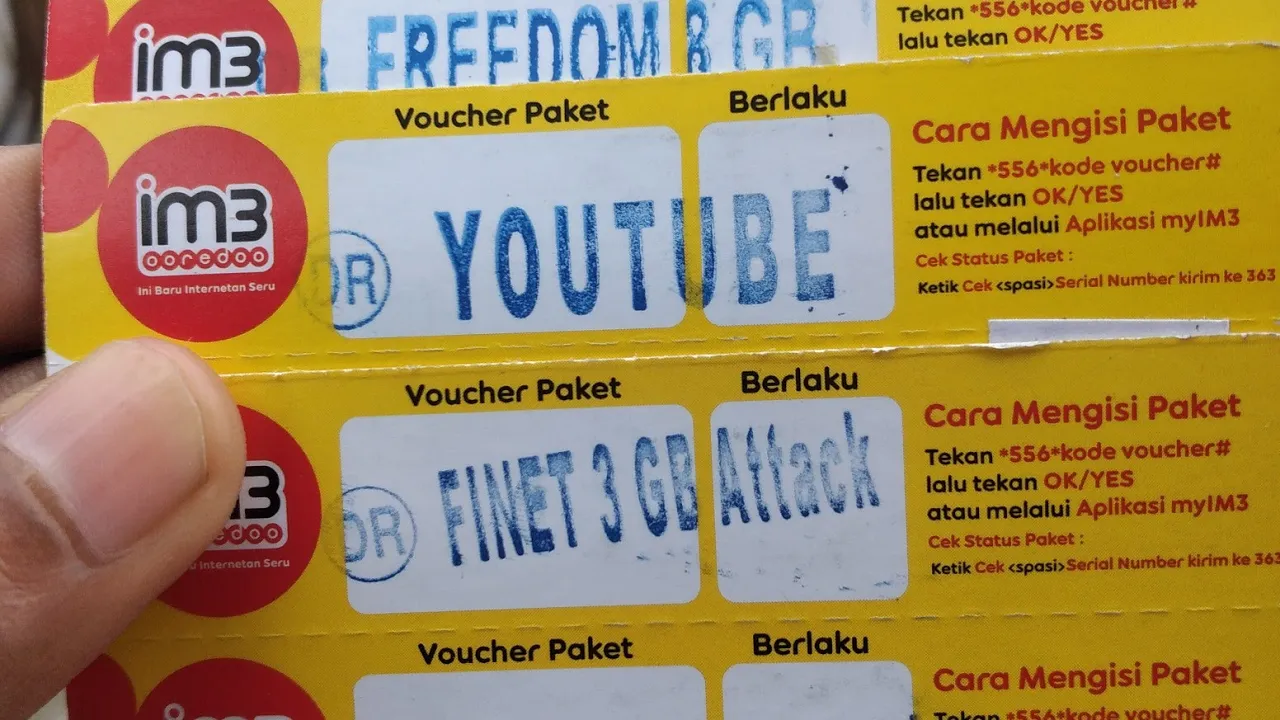 im3
FREEDOM 8 GB
Tekan *556*kode voucher#
lalu tekan OK/YES
Voucher Paket
Berlaku
im3
ooredoo
Ini Baru Internetan Seru
DR
YOUTUBE
Cara Mengisi Paket
Tekan *556*kode voucher#
lalu tekan OK/YES
atau melalui Aplikasi myIM3
Cek Status Paket :
Ketik Cek <spasi>Serial Number kirim ke 363
Voucher Paket
Berlaku
DR
FINET 3 GB Attack
Internetan Seru
Cara Mengisi Paket
Tekan *556*kode voucher#
lalu tekan OK/YES
atau melalui Aplikasi myIM3
Cek Status Paket :
Ketik Cek <spasi>Serial Number kirim ke 363
Voucher Paket
Berlaku
im3
Cara Mengisi Paket
Tekan *556*kode voucher#